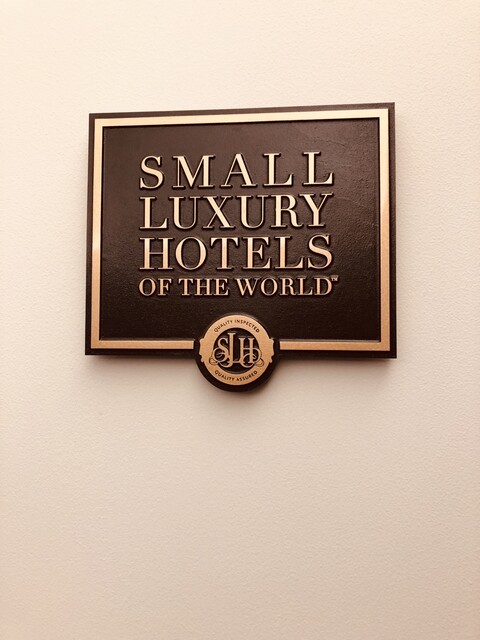 SMALL
LUXURY
HOTELS
OF THE WORLD™
QUALITY INSPECTED
SLH
QUALITY ASSURED